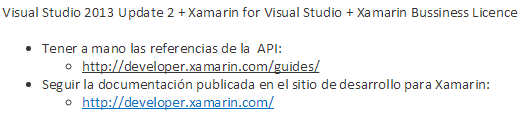 Visual Studio 2013 Update 2 + Xamarin for Visual Studio + Xamarin Bussiness Licence
• Tener a mano las referencias de la API:
○ http://developer.xamarin.com/guides/
• Seguir la documentación publicada en el sitio de desarrollo para Xamarin:
○ http://developer.xamarin.com/